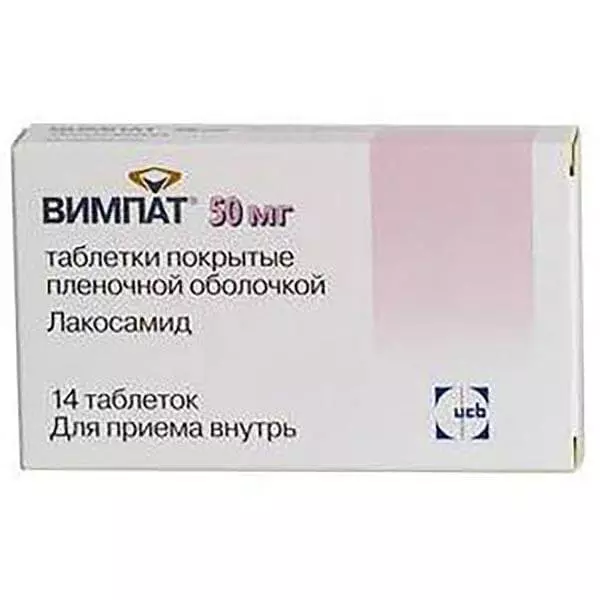 ВИМПАТ® 50 мг
таблетки покрытые
пленочной оболочкой
Лакосамид
14 таблеток
Для приема внутрь
ucb